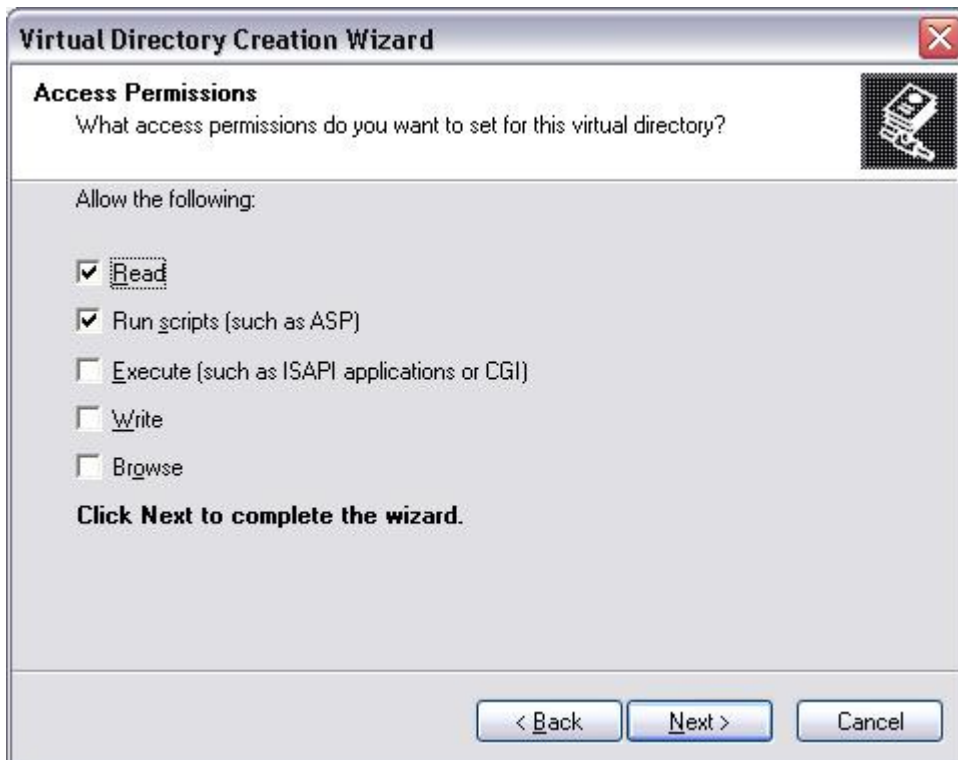 Virtual Directory Creation Wizard
Access Permissions
What access permissions do you want to set for this virtual directory?
Allow the following:
Read
Run scripts (such as ASP)
Execute (such as ISAPI applications or CGI)
Write
Browse
Click Next to complete the wizard.
< Back Next > Cancel